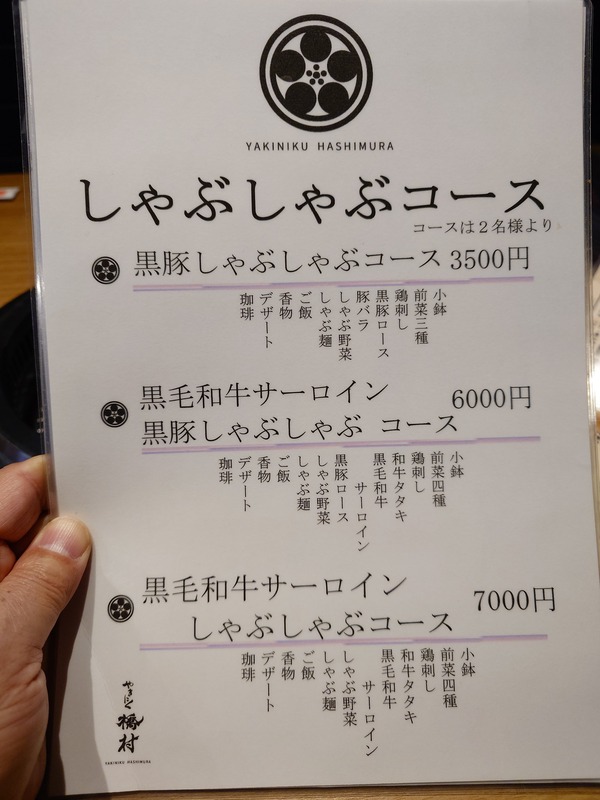 YAKINIKU HASHIMURA
しゃぶしゃぶコース
コースは２名様より
黒豚しゃぶしゃぶコース 3500円
小鉢
前菜三種
鶏刺し
黒豚ロース
豚バラ
しゃぶ野菜
しゃぶ麺
ご飯
香物
デザート
珈琲
黒毛和牛サーロイン
黒豚しゃぶしゃぶ コース
6000円
小鉢
前菜四種
鶏刺し
和牛タタキ
黒毛和牛
サーロイン
黒豚ロース
しゃぶ野菜
しゃぶ麺
ご飯
香物
デザート
珈琲
黒毛和牛サーロイン
しゃぶしゃぶコース
7000円
小鉢
前菜四種
鶏刺し
和牛タタキ
黒毛和牛
サーロイン
しゃぶ野菜
しゃぶ麺
ご飯
香物
デザート
珈琲
やきにく
橋村
YAKINIKU HASHIMURA